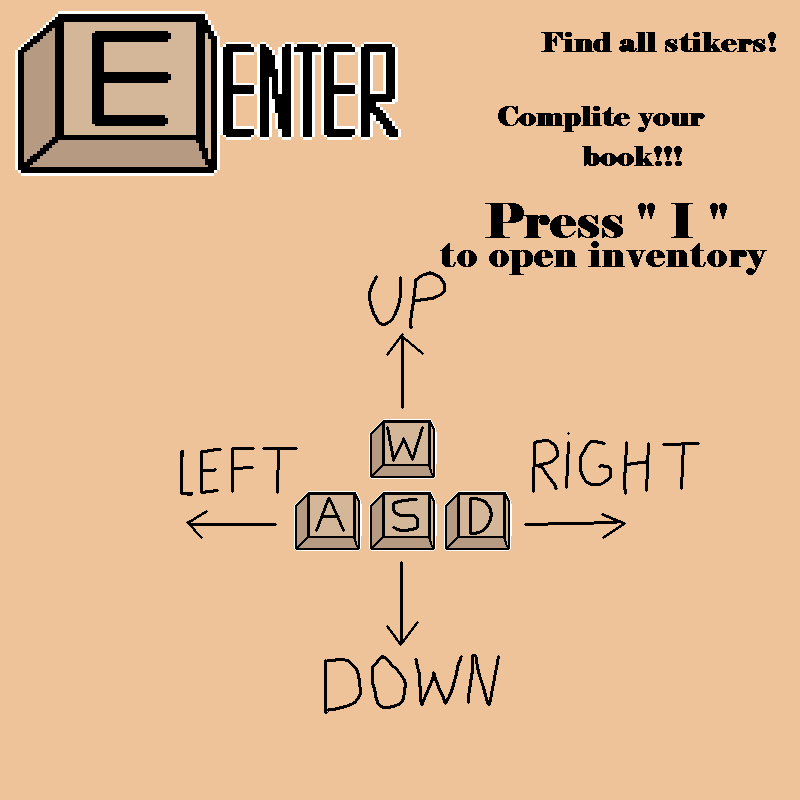 E ENTER
Find all stikers!
Complite your
book!!!
Press " I "
to open inventory
UP
W
LEFT
RIGHT
A S D
DOWN